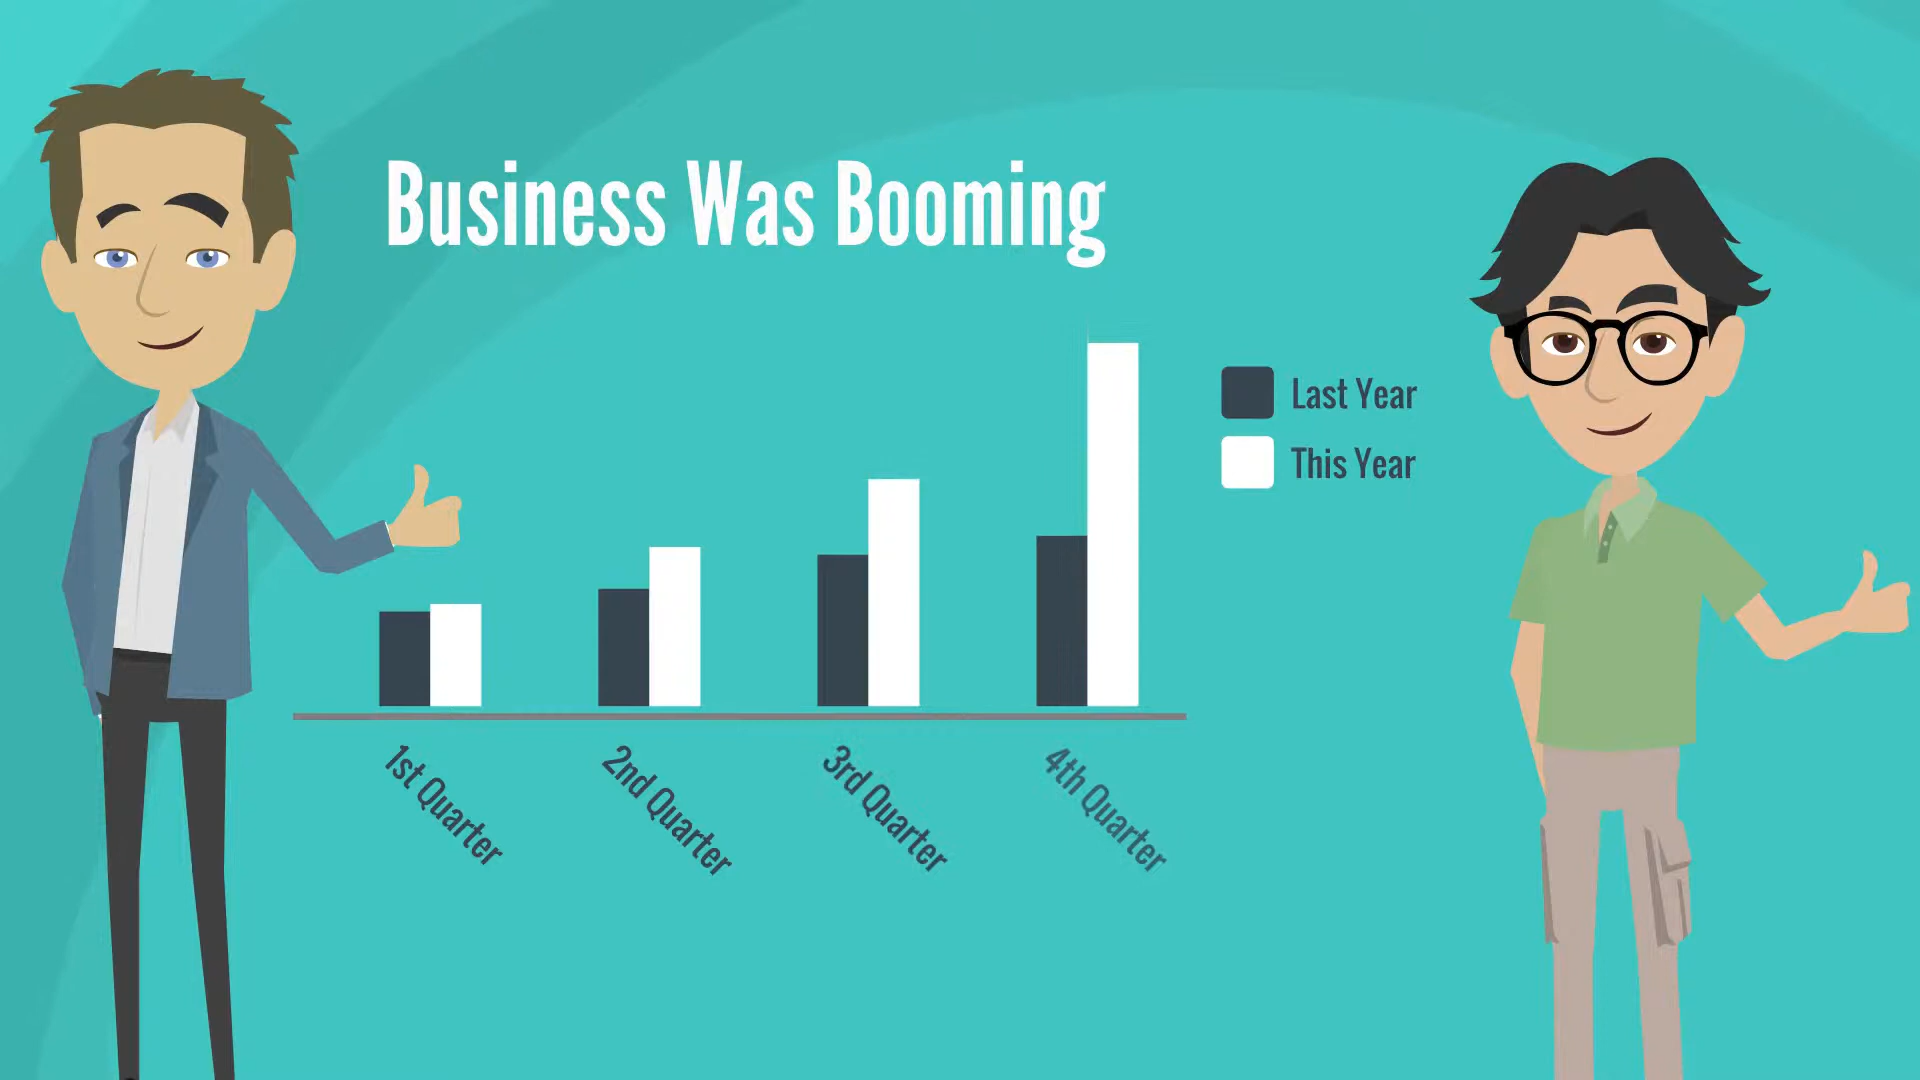 Business Was Booming
Last Year
This Year
1st Quarter
2nd Quarter
3rd Quarter
4th Quarter